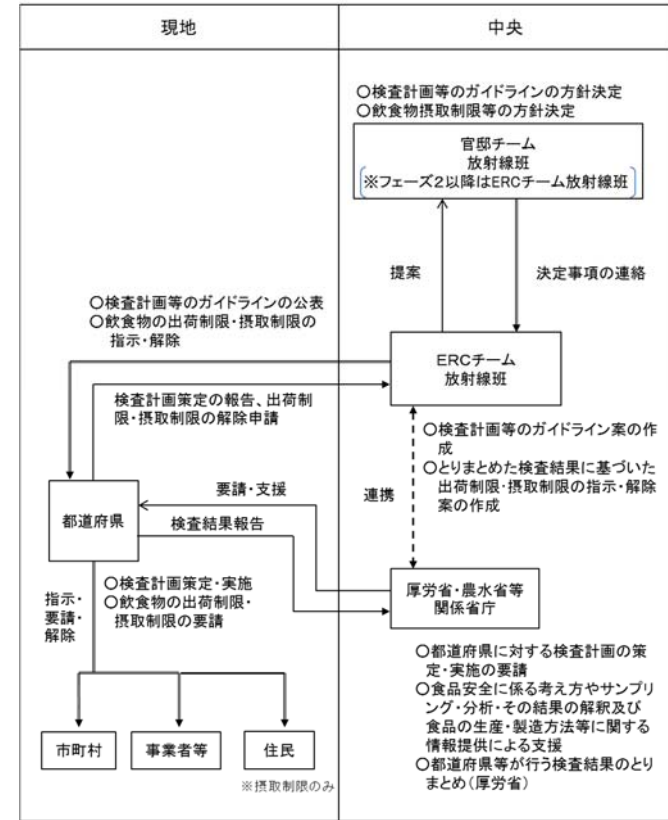 現地
中央
○検査計画等のガイドラインの方針決定
○飲食物摂取制限等の方針決定
官邸チーム
放射線班
※フェーズ2以降はERCチーム放射線班
提案
決定事項の連絡
○検査計画等のガイドラインの公表
○飲食物の出荷制限・摂取制限の
指示・解除
ERCチーム
放射線班
検査計画策定の報告、出荷制
限・摂取制限の解除申請
○検査計画等のガイドライン案の作
成
○とりまとめた検査結果に基づいた
出荷制限・摂取制限の指示・解除
案の作成
連携
要請・支援
都道府県
検査結果報告
厚労省・農水省等
関係省庁
指示・
要請・
解除
○検査計画策定・実施
○飲食物の出荷制限・
摂取制限の要請
○都道府県に対する検査計画の策
定・実施の要請
○食品安全に係る考え方やサンプリ
ング・分析・その結果の解釈及び
食品の生産・製造方法等に関する
情報提供による支援
○都道府県等が行う検査結果のとり
まとめ(厚労省)
市町村
事業者等
住民
※摂取制限のみ